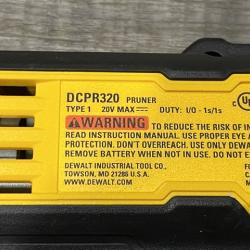 DCPR320 PRUNER
TYPE 1 20V MAX DUTY: I/O - 1s/1s
WARNING TO REDUCE THE RISK OF IN
READ INSTRUCTION MANUAL. USE PROPER EYE A
PROTECTION. DON'T OVERREACH. USE ONLY DEWA
REMOVE BATTERY WHEN NOT IN USE. DO NOT EX
DEWALT INDUSTRIAL TOOL CO.,
TOWSON, MD 21286 U.S.A.
WWW.DEWALT.COM